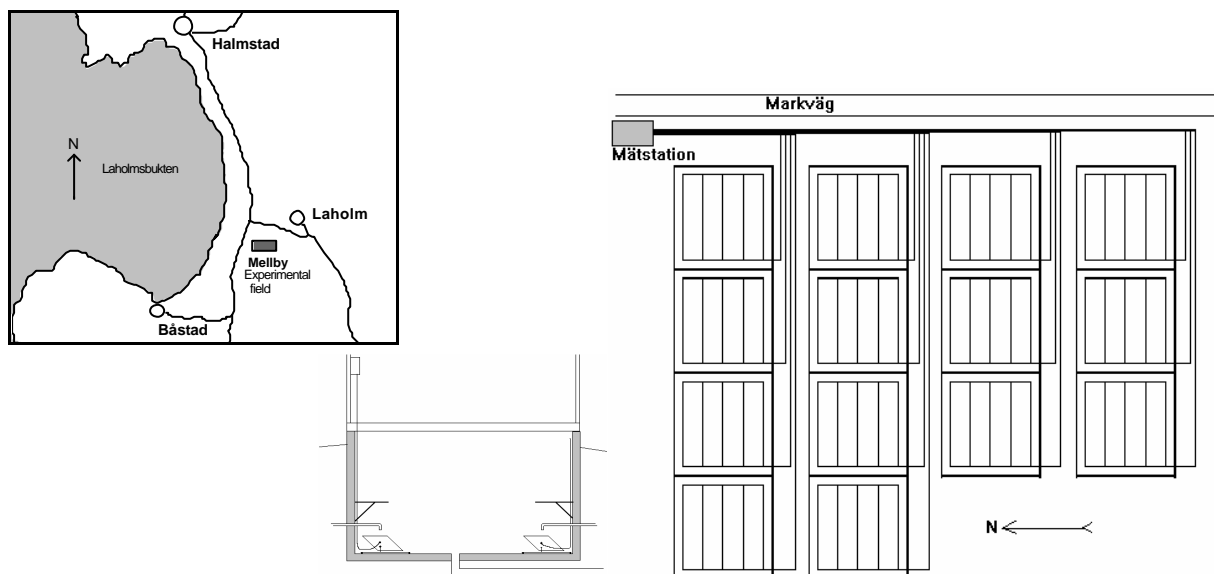 Halmstad
N
Laholmsbukten
Laholm
Mellby
Experimental
field
Båstad
Markväg
Mätstation
N